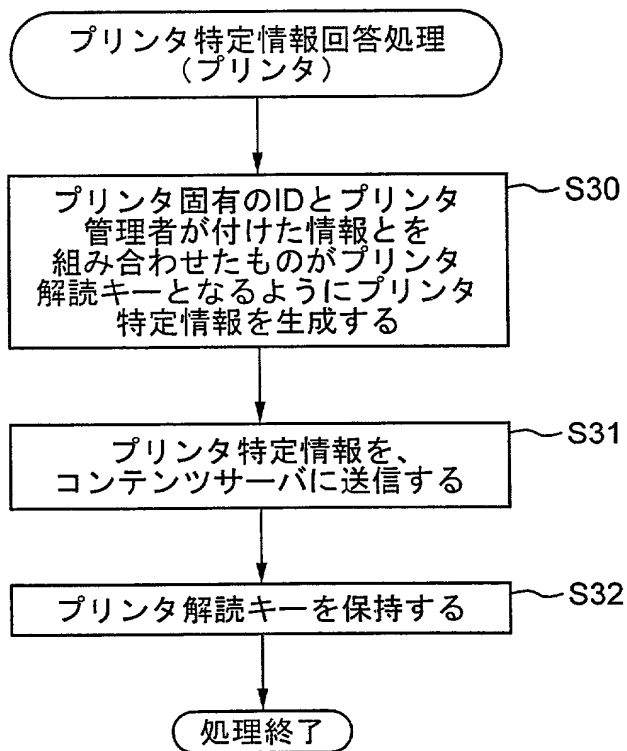 プリンタ特定情報回答処理
(プリンタ)
プリンタ固有のIDとプリンタ
管理者が付けた情報とを
組み合わせたものがプリンタ
解読キーとなるようにプリンタ
特定情報を生成する
S30
プリンタ特定情報を、
コンテンツサーバに送信する
S31
プリンタ解読キーを保持する
S32
処理終了